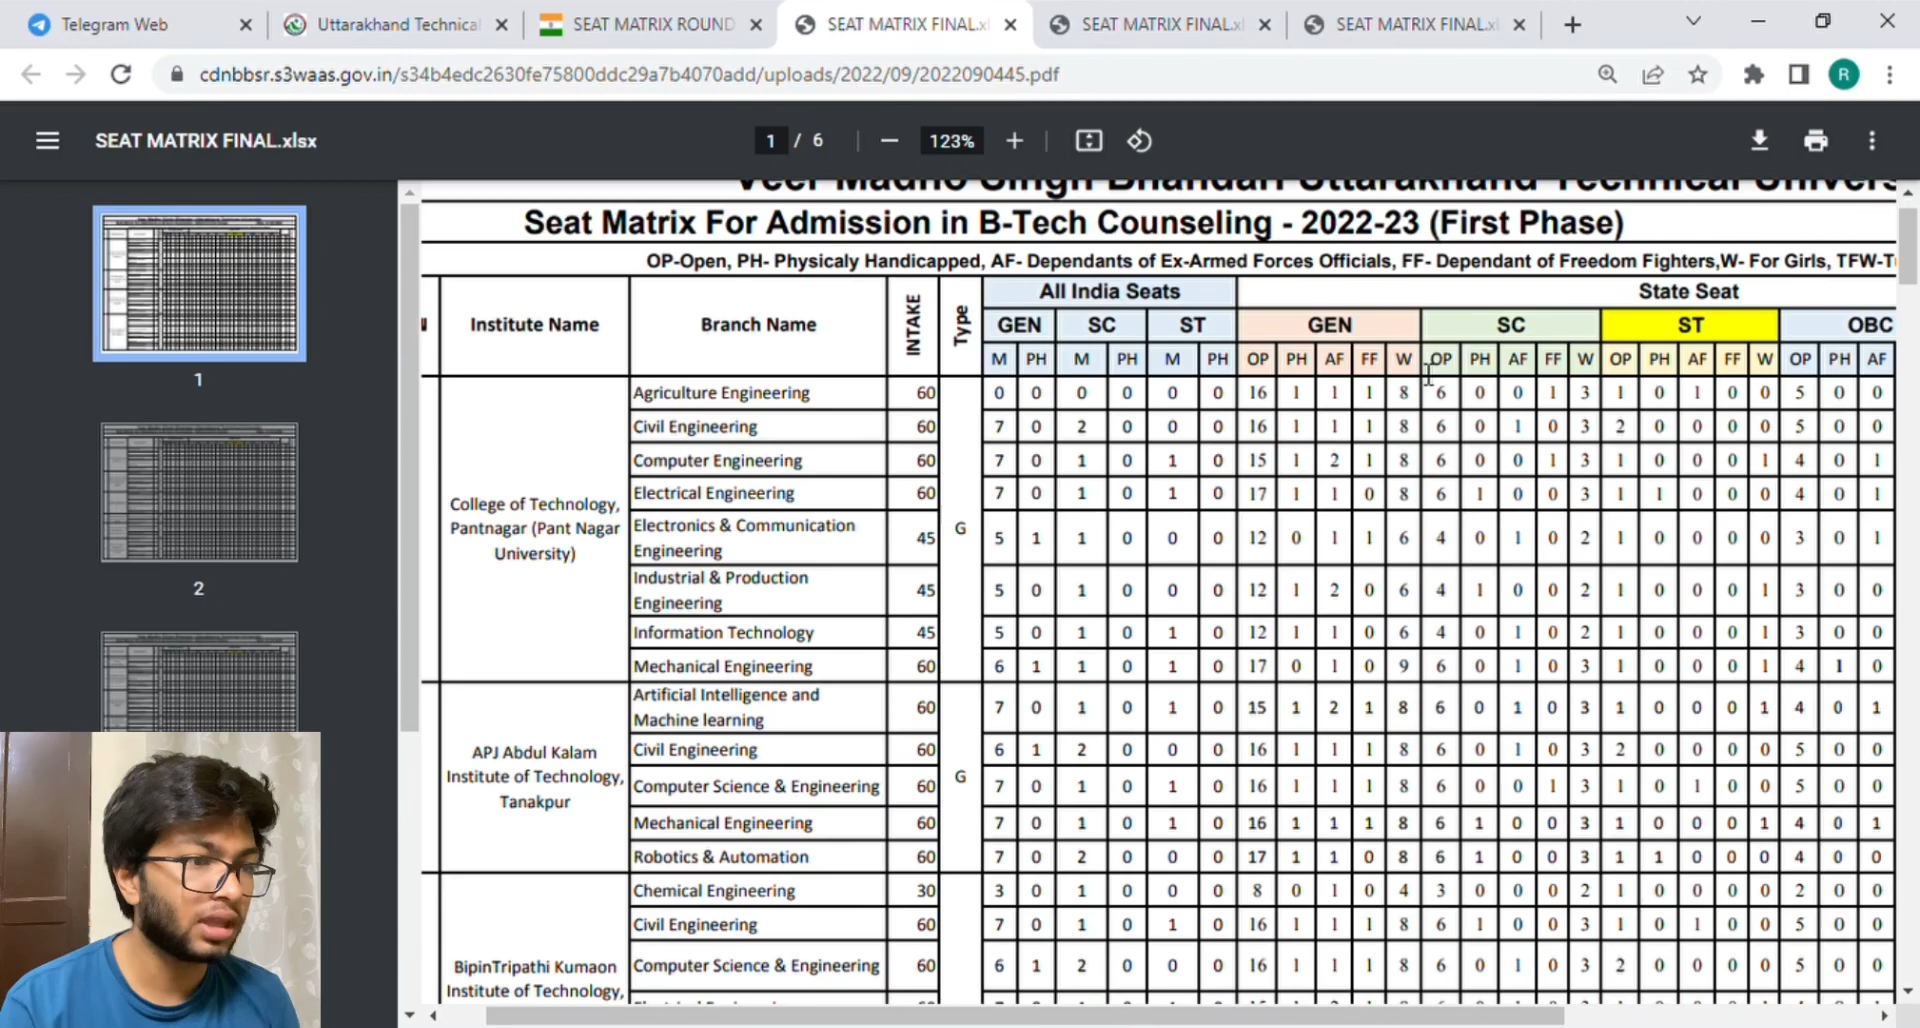 Telegram Web
Uttarakhand Technical
SEAT MATRIX ROUND
SEAT MATRIX FINAL.xls
SEAT MATRIX FINAL.xls
SEAT MATRIX FINAL.xls
cdnbbsr.s3waas.gov.in/s34b4edc2630fe75800ddc29a7b4070add/uploads/2022/09/2022090445.pdf
R
SEAT MATRIX FINAL.xlsx
1 / 6
123%
1
2
Veer Madho Singh Bhandari Uttarakhand Technical Univers
Seat Matrix For Admission in B-Tech Counseling - 2022-23 (First Phase)
OP-Open, PH- Physicaly Handicapped, AF- Dependants of Ex-Armed Forces Officials, FF- Dependant of Freedom Fighters,W- For Girls, TFW-Tu
Institute Name Branch Name INTAKE Type All India Seats State Seat
GEN SC ST GEN SC ST OBC
M PH M PH M PH OP PH AF FF W OP PH AF FF W OP PH AF FF W OP PH AF
Agriculture Engineering 60 0 0 0 0 0 0 16 1 1 1 8 6 0 0 1 3 1 0 1 0 0 5 0 0
Civil Engineering 60 7 0 2 0 0 0 16 1 1 1 8 6 0 1 0 3 2 0 0 0 0 5 0 0
Computer Engineering 60 7 0 1 0 1 0 15 1 2 1 8 6 0 0 1 3 1 0 0 0 1 4 0 1
Electrical Engineering 60 7 0 1 0 1 0 17 1 1 0 8 6 1 0 0 3 1 1 0 0 0 4 0 1
College of Technology,
Pantnagar (Pant Nagar
University)
G
Electronics & Communication
Engineering
45 5 1 1 0 0 0 12 0 1 1 6 4 0 1 0 2 1 0 0 0 0 3 0 1
Industrial & Production
Engineering
45 5 0 1 0 0 0 12 1 2 0 6 4 1 0 0 2 1 0 0 0 1 3 0 0
Information Technology 45 5 0 1 0 1 0 12 1 1 0 6 4 0 1 0 2 1 0 0 0 1 3 0 0
Mechanical Engineering 60 6 1 1 0 1 0 17 0 1 0 9 6 0 1 0 3 1 0 0 0 1 4 1 0
Artificial Intelligence and
Machine learning
60 7 0 1 0 1 0 15 1 2 1 8 6 0 1 0 3 1 0 0 0 1 4 0 1
Civil Engineering 60 6 1 2 0 0 0 16 1 1 1 8 6 0 1 0 3 2 0 0 0 0 5 0 0
APJ Abdul Kalam
Institute of Technology,
Tanakpur
G
Computer Science & Engineering 60 7 0 1 0 1 0 16 1 1 1 8 6 0 0 1 3 1 0 1 0 0 5 0 0
Mechanical Engineering 60 7 0 1 0 1 0 16 1 1 1 8 6 1 0 0 3 1 0 0 0 1 4 0 1
Robotics & Automation 60 7 0 2 0 0 0 17 1 1 0 8 6 1 0 0 3 1 1 0 0 0 4 0 0
Chemical Engineering 30 3 0 1 0 0 0 8 0 1 0 4 3 0 0 0 2 1 0 0 0 0 2 0 0
Civil Engineering 60 7 0 1 0 1 0 16 1 1 1 8 6 1 0 0 3 1 0 1 0 0 5 0 0
BipinTripathi Kumaon
Institute of Technology,
Computer Science & Engineering 60 6 1 2 0 0 0 16 1 1 1 8 6 0 1 0 3 2 0 0 0 0 5 0 0